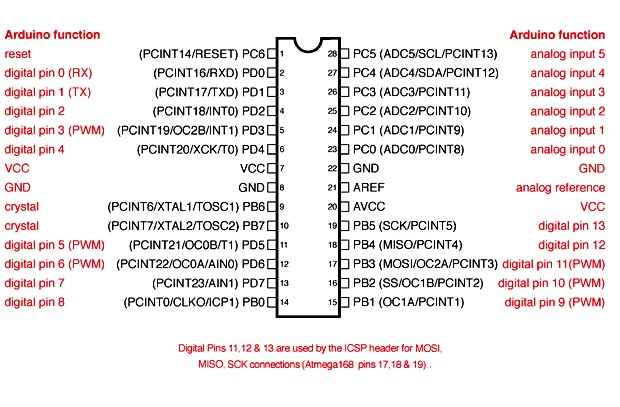 Arduino function Arduino function
reset (PCINT14/RESET) PC6 1 28 PC5 (ADC5/SCL/PCINT13) analog input 5
digital pin 0 (RX) (PCINT16/RXD) PD0 2 27 PC4 (ADC4/SDA/PCINT12) analog input 4
digital pin 1 (TX) (PCINT17/TXD) PD1 3 26 PC3 (ADC3/PCINT11) analog input 3
digital pin 2 (PCINT18/INT0) PD2 4 25 PC2 (ADC2/PCINT10) analog input 2
digital pin 3 (PWM) (PCINT19/OC2B/INT1) PD3 5 24 PC1 (ADC1/PCINT9) analog input 1
digital pin 4 (PCINT20/XCK/T0) PD4 6 23 PC0 (ADC0/PCINT8) analog input 0
VCC VCC 7 22 GND GND
GND GND 8 21 AREF analog reference
crystal (PCINT6/XTAL1/TOSC1) PB6 9 20 AVCC VCC
crystal (PCINT7/XTAL2/TOSC2) PB7 10 19 PB5 (SCK/PCINT5) digital pin 13
digital pin 5 (PWM) (PCINT21/OC0B/T1) PD5 11 18 PB4 (MISO/PCINT4) digital pin 12
digital pin 6 (PWM) (PCINT22/OC0A/AIN0) PD6 12 17 PB3 (MOSI/OC2A/PCINT3) digital pin 11(PWM)
digital pin 7 (PCINT23/AIN1) PD7 13 16 PB2 (SS/OC1B/PCINT2) digital pin 10 (PWM)
digital pin 8 (PCINT0/CLKO/ICP1) PB0 14 15 PB1 (OC1A/PCINT1) digital pin 9 (PWM)
Digital Pins 11,12 & 13 are used by the ICSP header for MOSI,
MISO, SCK connections (Atmega168 pins 17,18 & 19)..